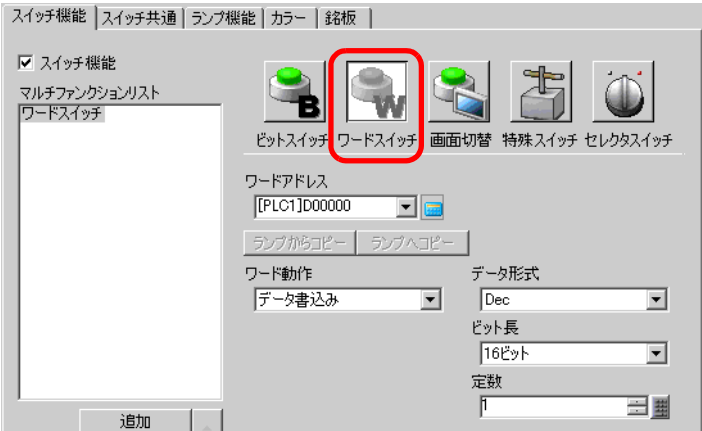 スイッチ機能 スイッチ共通 ランプ機能 カラー 銘板
スイッチ機能
マルチファンクションリスト
ワードスイッチ
B W
ビットスイッチ ワードスイッチ 画面切替 特殊スイッチ セレクタスイッチ
ワードアドレス
[PLC1]D00000
ランプからコピー ランプへコピー
ワード動作 データ形式
データ書込み Dec
ビット長
16ビット
定数
1
追加